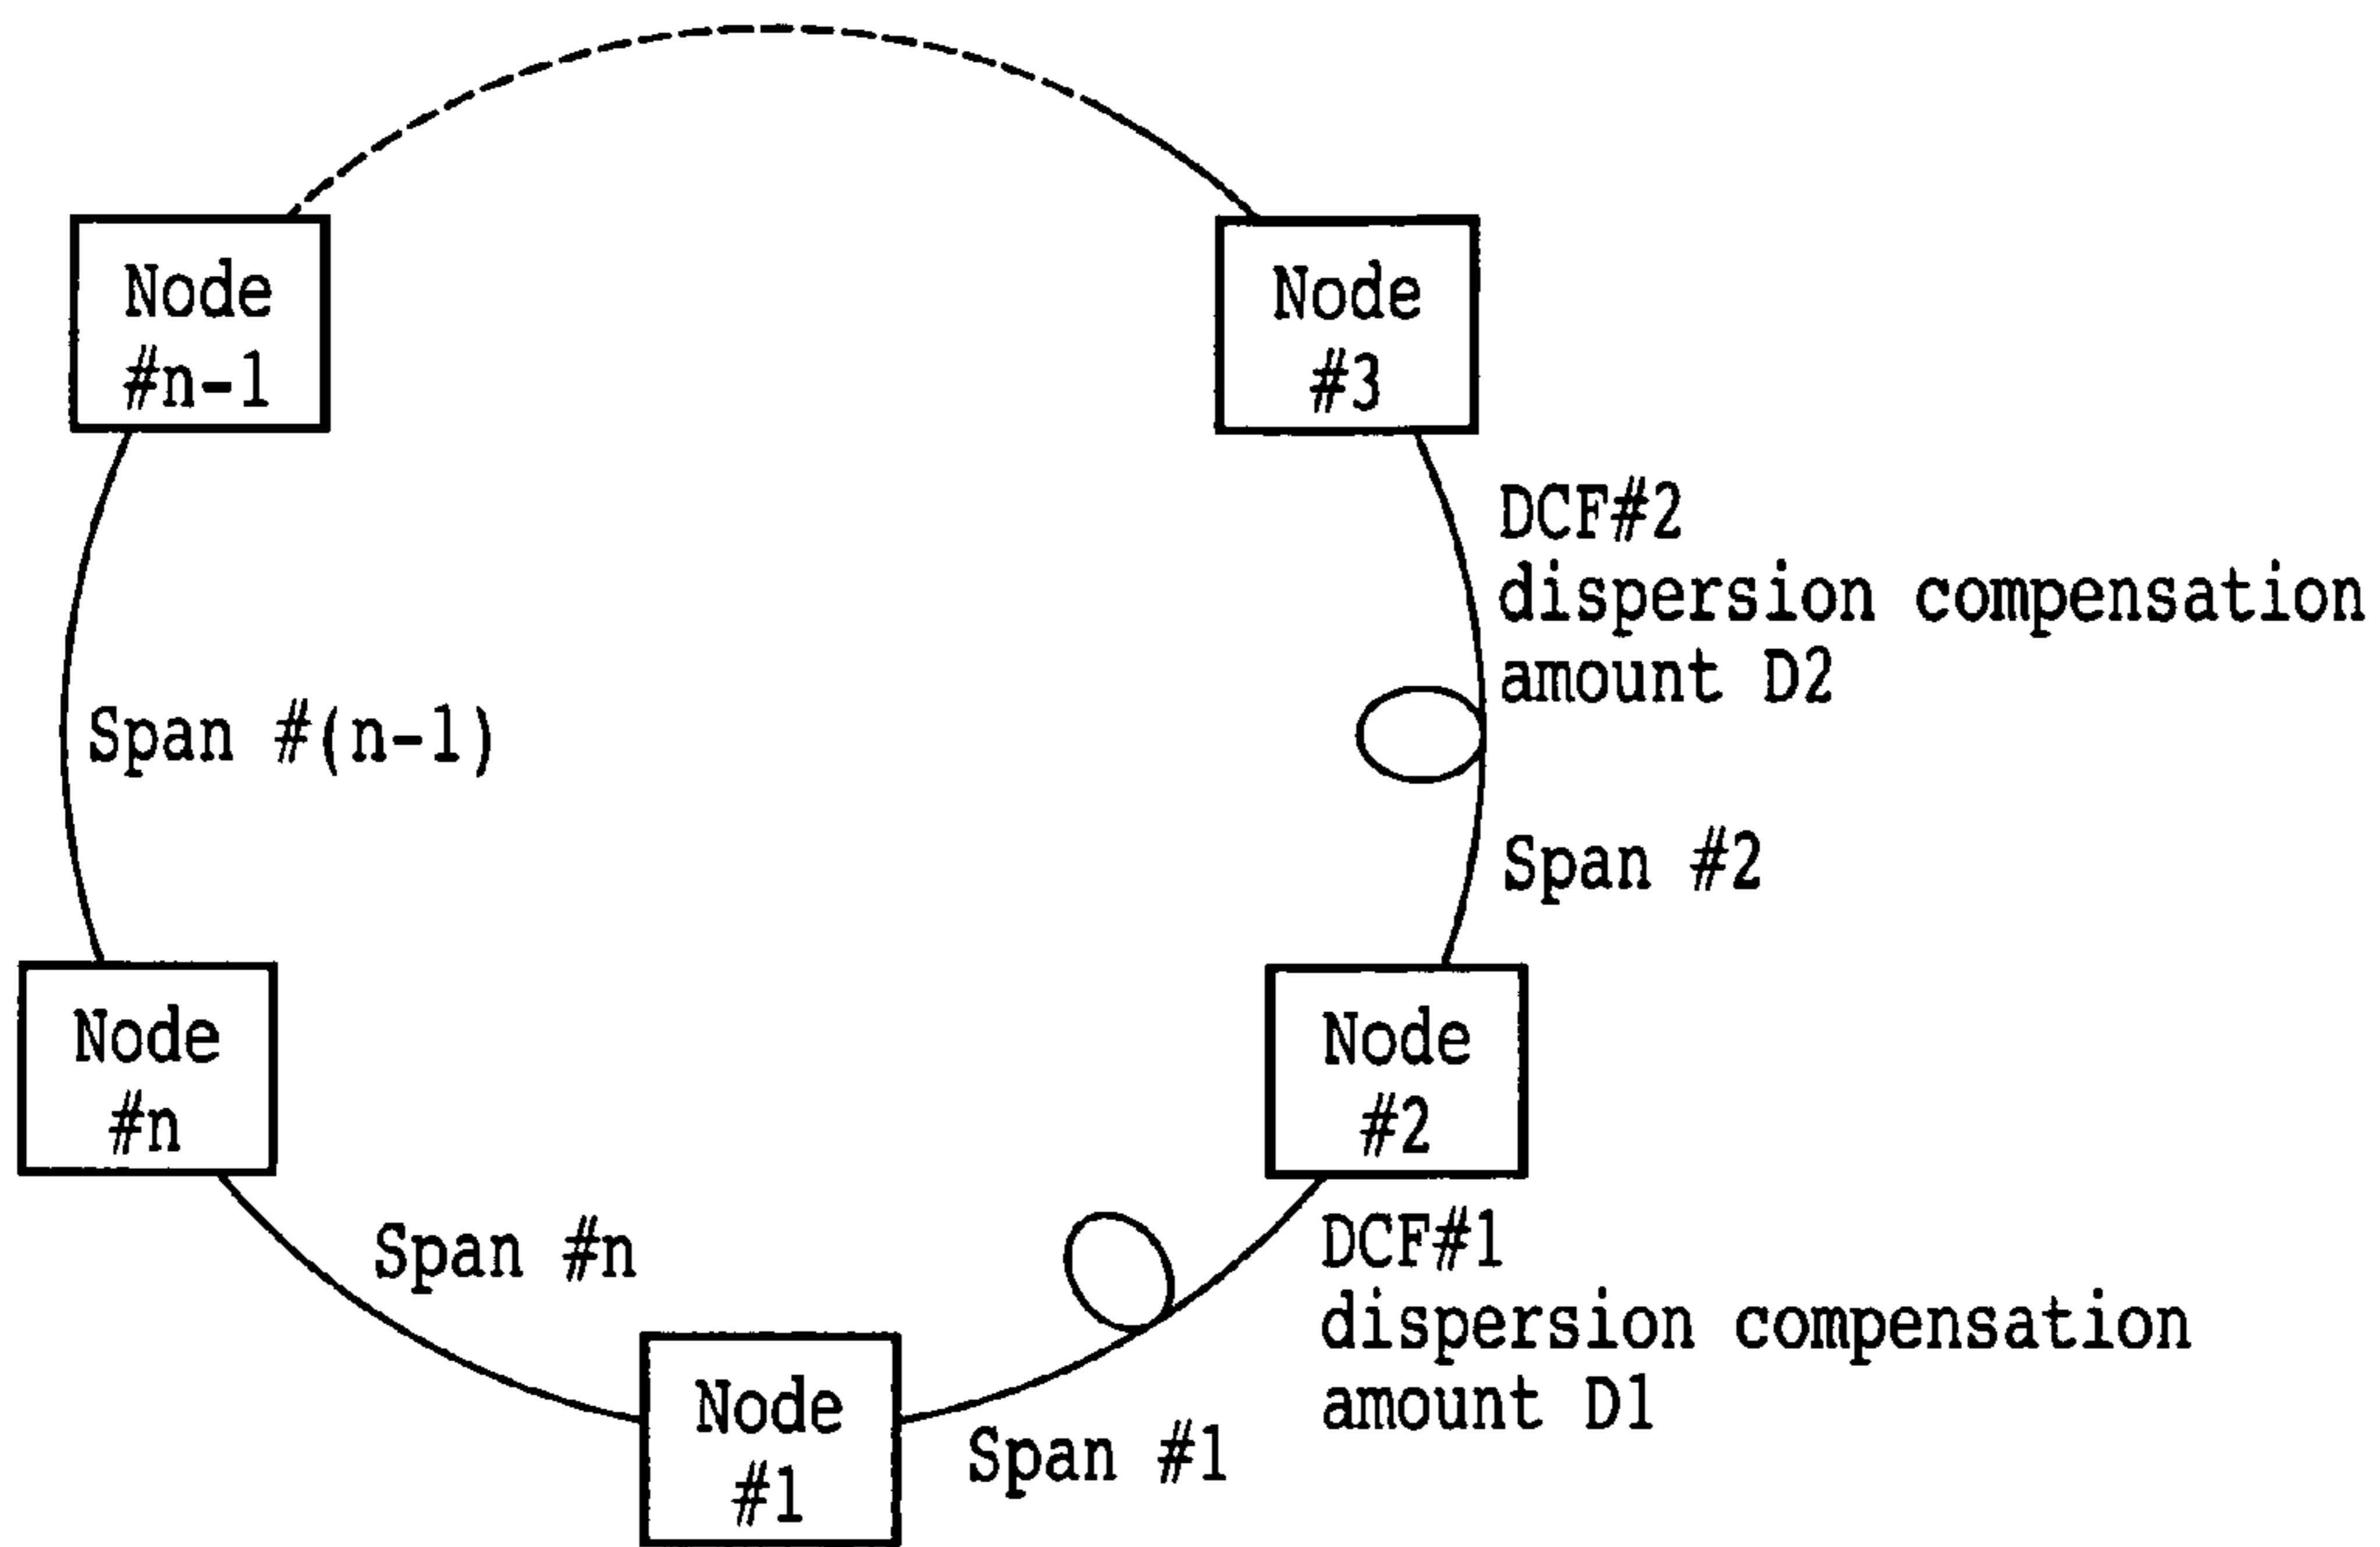 Node
#n-1
Node
#3
DCF#2
dispersion compensation
amount D2
Span #(n-1)
Span #2
Node
#n
Node
#2
Span #n
DCF#1
dispersion compensation
amount D1
Node
#1
Span #1